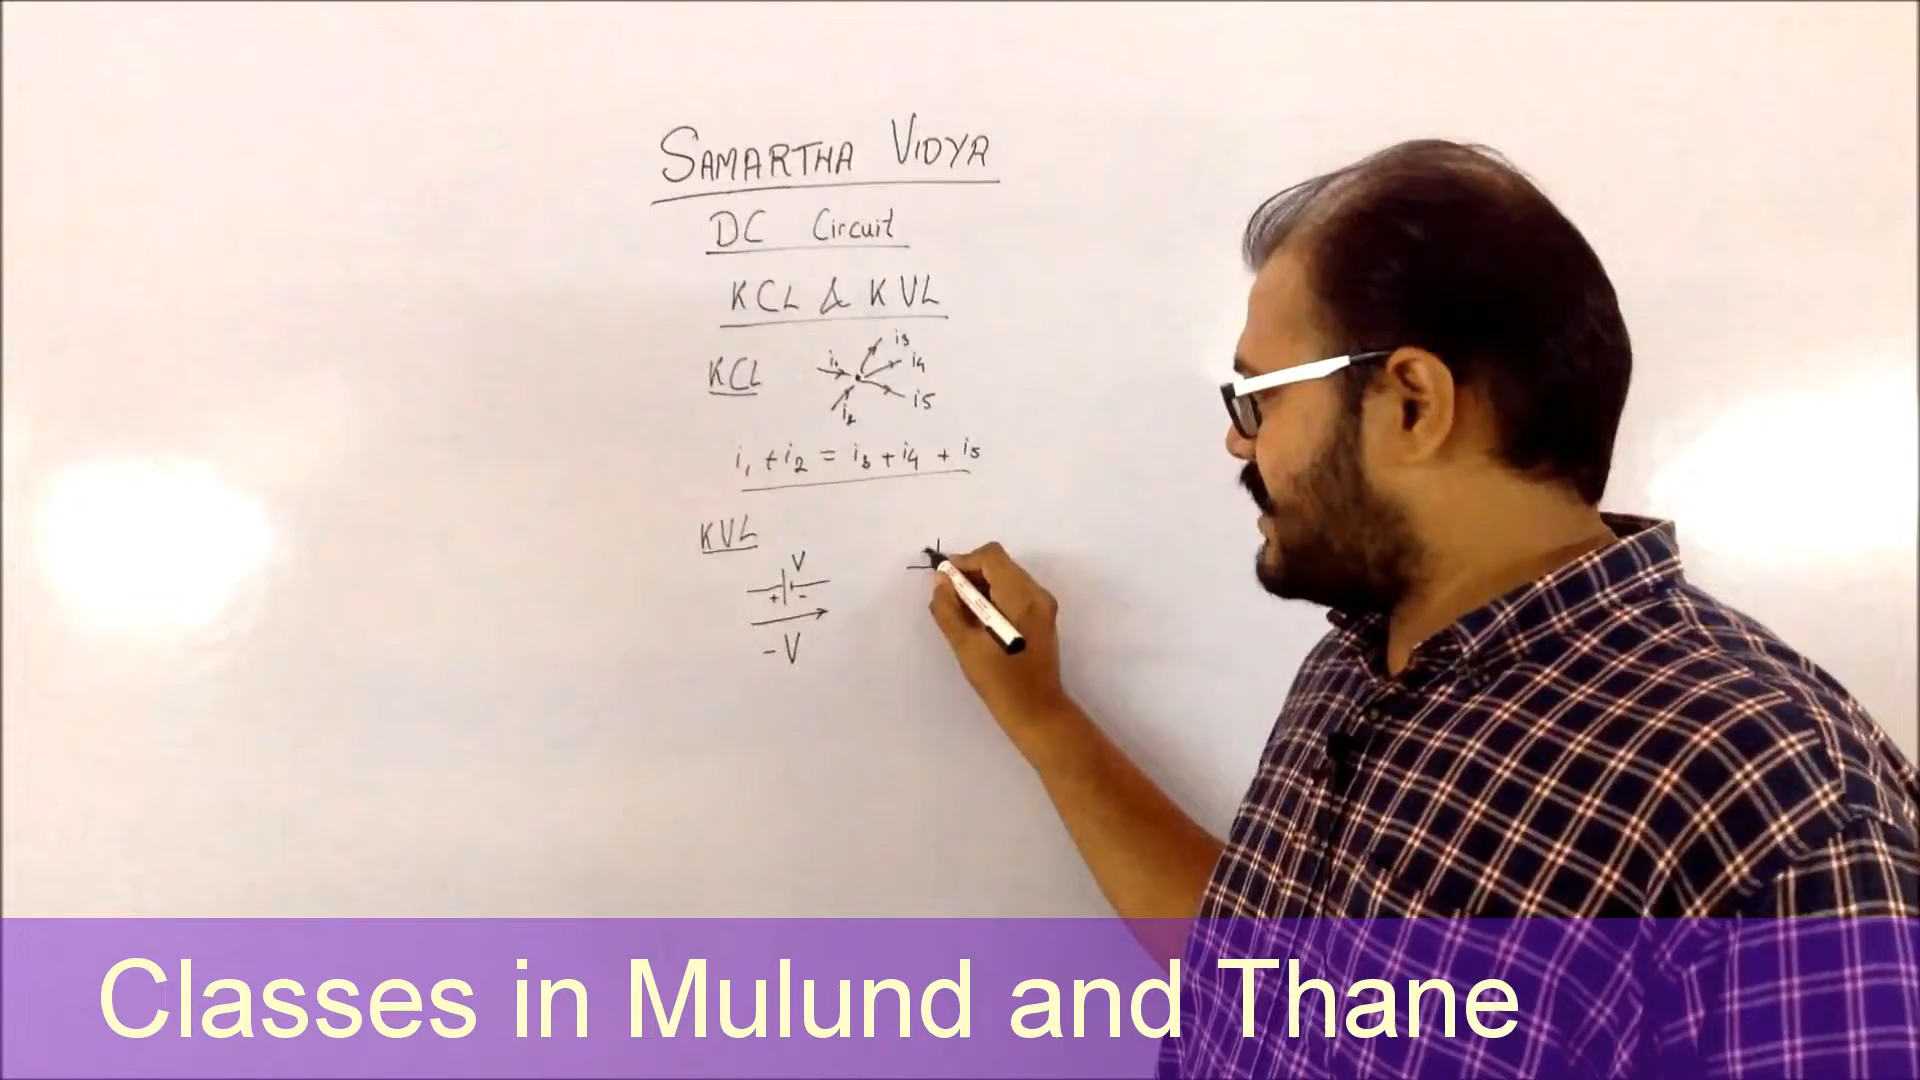 SAMARTHA VIDYA
DC Circuit
KCL & KVL
KCL
i1 i2 i3 i4 i5
i1 + i2 = i3 + i4 + i5
KVL
V
+ -
-V
Classes in Mulund and Thane